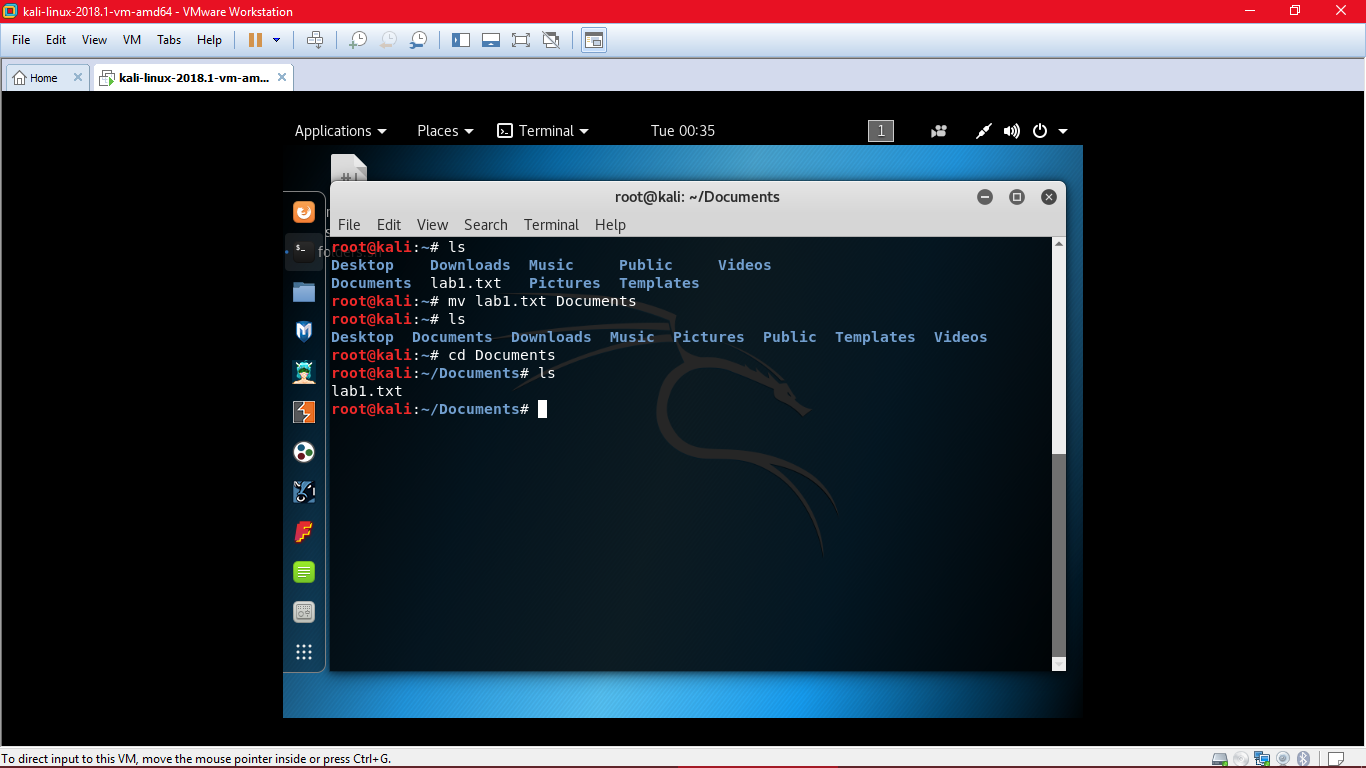 kali-linux-2018.1-vm-amd64 - VMware Workstation
File Edit View VM Tabs Help
Home kali-linux-2018.1-vm-am...
Applications Places Terminal Tue 00:35 1
root@kali: ~/Documents
File Edit View Search Terminal Help
root@kali:~# ls
Desktop Downloads Music Public Videos
Documents lab1.txt Pictures Templates
root@kali:~# mv lab1.txt Documents
root@kali:~# ls
Desktop Documents Downloads Music Pictures Public Templates Videos
root@kali:~# cd Documents
root@kali:~/Documents# ls
lab1.txt
root@kali:~/Documents#
To direct input to this VM, move the mouse pointer inside or press Ctrl+G.